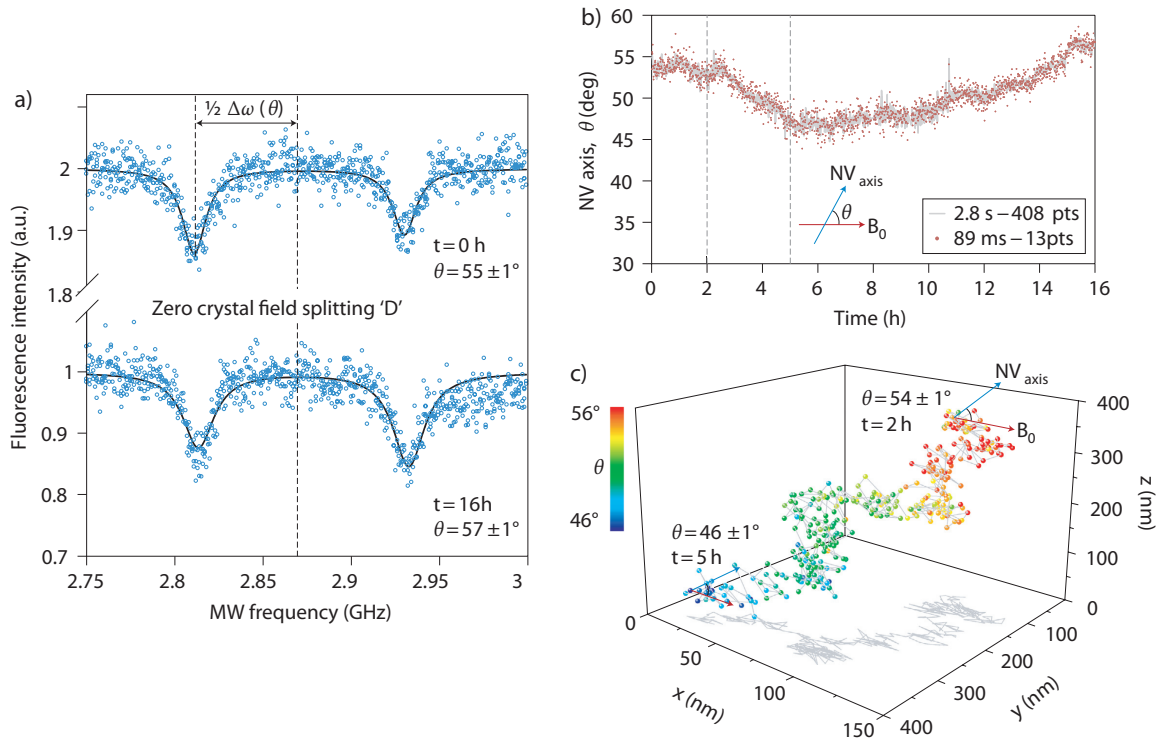 a)
½ Δω (θ)
2
1.9
1.8
t = 0 h
θ = 55 ± 1°
Zero crystal field splitting 'D'
1
0.9
0.8
0.7
t = 16h
θ = 57 ± 1°
Fluorescence intensity (a.u.)
2.75
2.8
2.85
2.9
2.95
3
MW frequency (GHz)
b)
60
55
50
45
40
35
30
NV axis, θ (deg)
NV axis
θ
B0
2.8 s – 408 pts
89 ms – 13pts
0
2
4
6
8
10
12
14
16
Time (h)
c)
56°
θ
46°
NV axis
θ = 54 ± 1°
t = 2 h
B0
θ = 46 ± 1°
t = 5 h
400
300
200
100
0
z (nm)
0
50
100
150
x (nm)
100
200
300
400
y (nm)